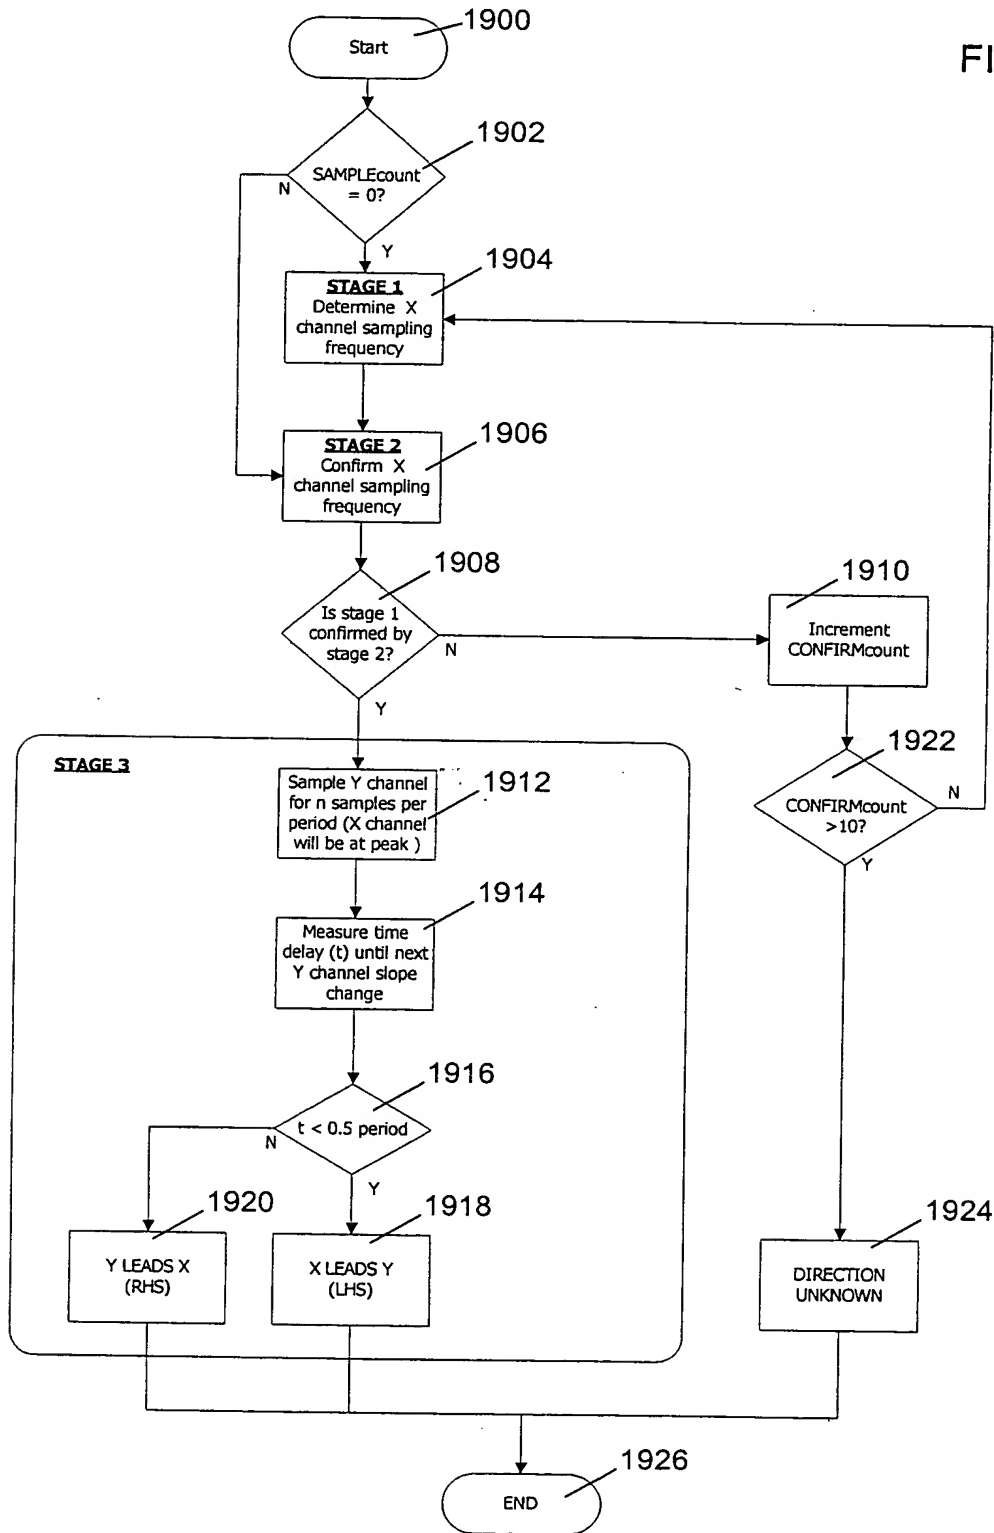 1900
Start
FI
1902
SAMPLEcount
= 0?
N
Y
1904
STAGE 1
Determine X
channel sampling
frequency
1906
STAGE 2
Confirm X
channel sampling
frequency
1908
Is stage 1
confirmed by
stage 2?
N
Y
1910
Increment
CONFIRMcount
1922
CONFIRMcount
>10?
N
Y
STAGE 3
1912
Sample Y channel
for n samples per
period (X channel
will be at peak )
1914
Measure time
delay (t) until next
Y channel slope
change
1916
t < 0.5 period
N
Y
1920
Y LEADS X
(RHS)
1918
X LEADS Y
(LHS)
1924
DIRECTION
UNKNOWN
1926
END